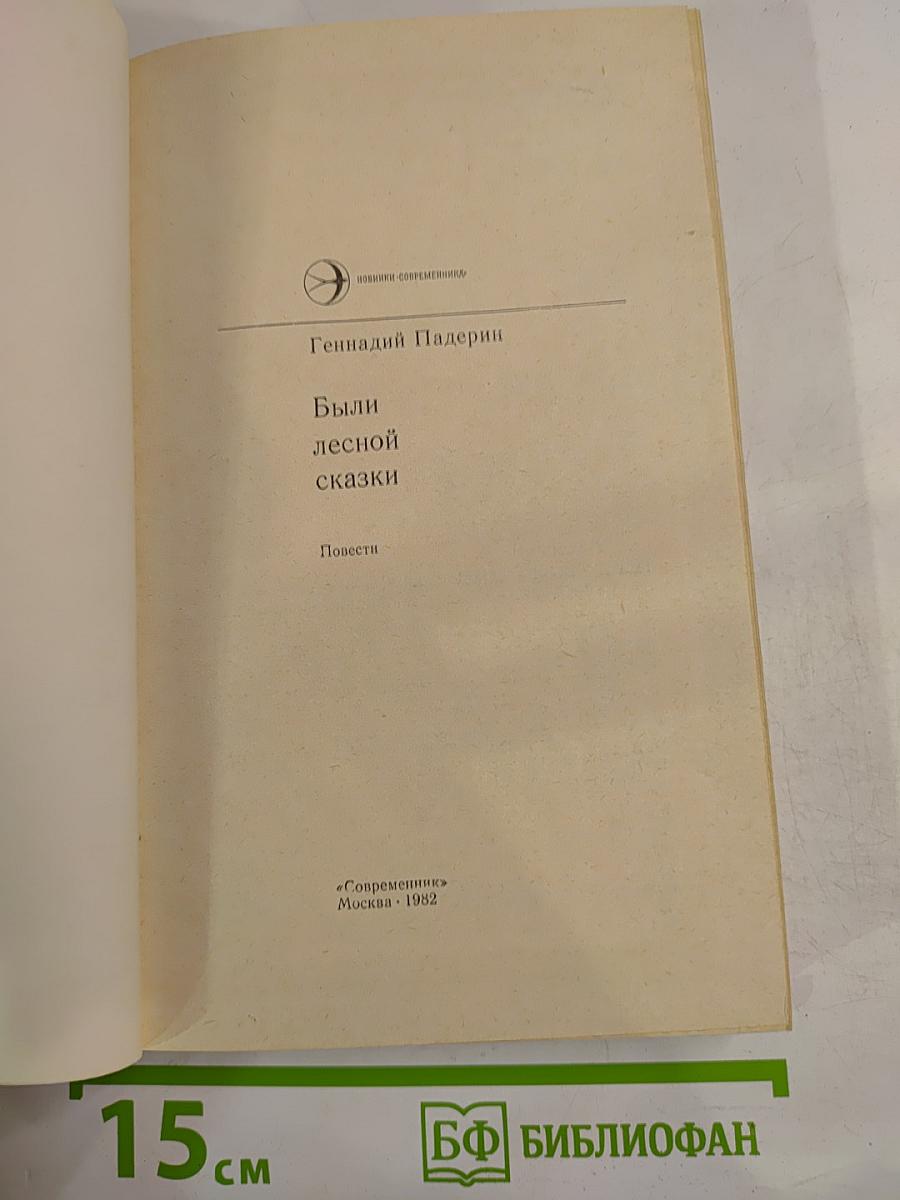 НОВИНКИ «СОВРЕМЕННИКА»
Геннадий Падерин
Были
лесной
сказки
Повести
«Современник»
Москва · 1982
15 см
БФ БИБЛИОФАН